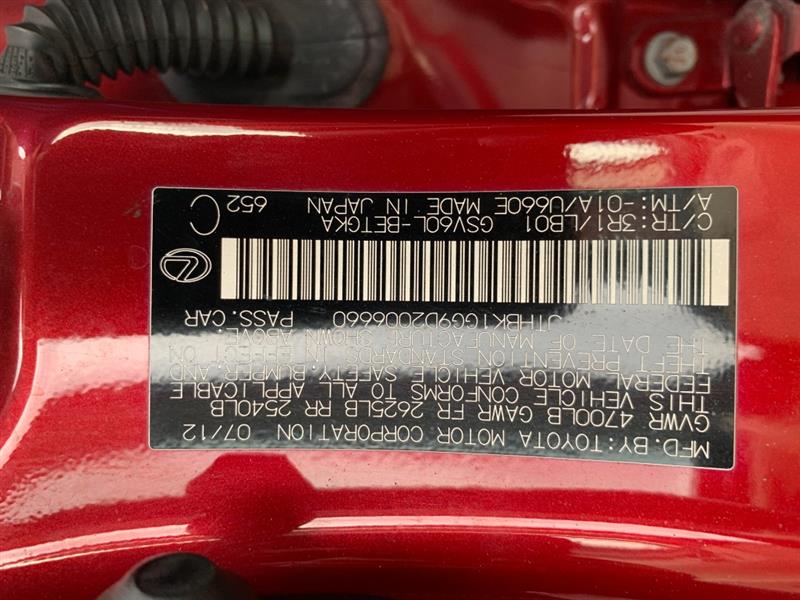 MFD. BY: TOYOTA MOTOR CORPORATION 07/12
GVWR 4700LB GAWR FR 2625LB RR 2540LB
THIS VEHICLE CONFORMS TO ALL APPLICABLE
FEDERAL MOTOR VEHICLE SAFETY, BUMPER, AND
THEFT PREVENTION STANDARDS IN EFFECT ON
THE DATE OF MANUFACTURE SHOWN ABOVE.
JTHBK1GG9D2006660 PASS. CAR
C/TR: 3R1/LB01 GSV60L-BETGKA
A/TM: -01A/U660E MADE IN JAPAN 652 C